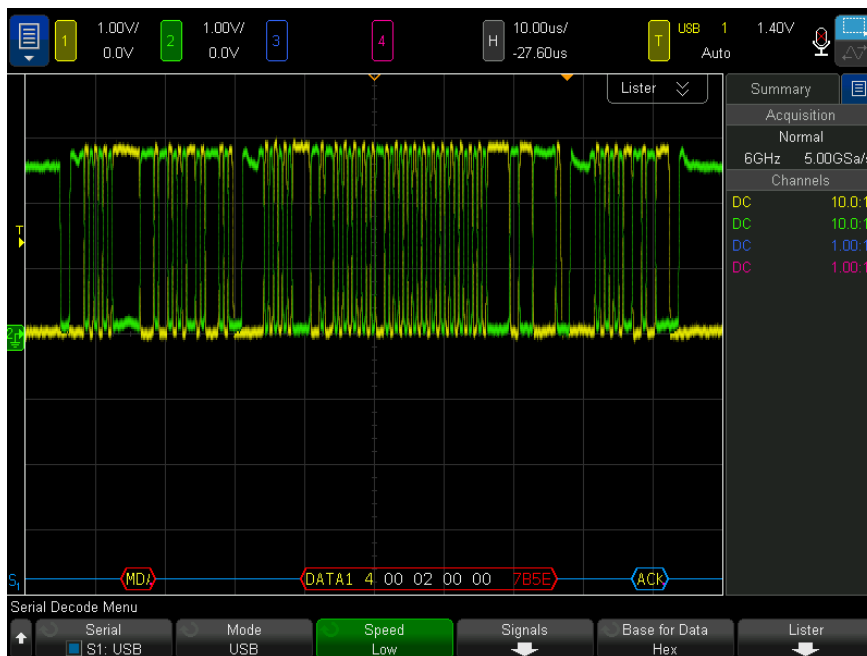 1 1.00V/ 0.0V 2 1.00V/ 0.0V 3 4 H 10.00us/ -27.60us T USB 1 1.40V Auto
Lister
Summary
Acquisition
Normal
6GHz 5.00GSa/s
Channels
DC 10.0:1
DC 10.0:1
DC 1.00:1
DC 1.00:1
T
2
S1 DATA1 4 00 02 00 00 7B5E ACK
Serial Decode Menu
Serial Mode Speed Signals Base for Data Lister
S1: USB USB Low Hex